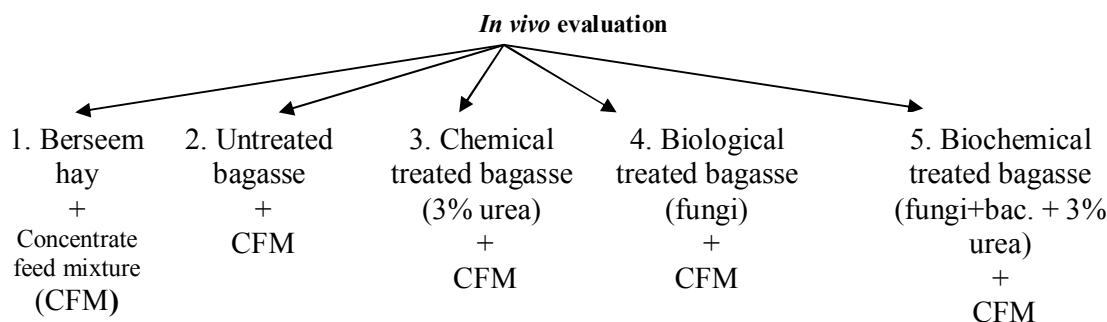 In vivo evaluation
1. Berseem
hay
+
Concentrate
feed mixture
(CFM)
2. Untreated
bagasse
+
CFM
3. Chemical
treated bagasse
(3% urea)
+
CFM
4. Biological
treated bagasse
(fungi)
+
CFM
5. Biochemical
treated bagasse
(fungi+bac. + 3%
urea)
+
CFM